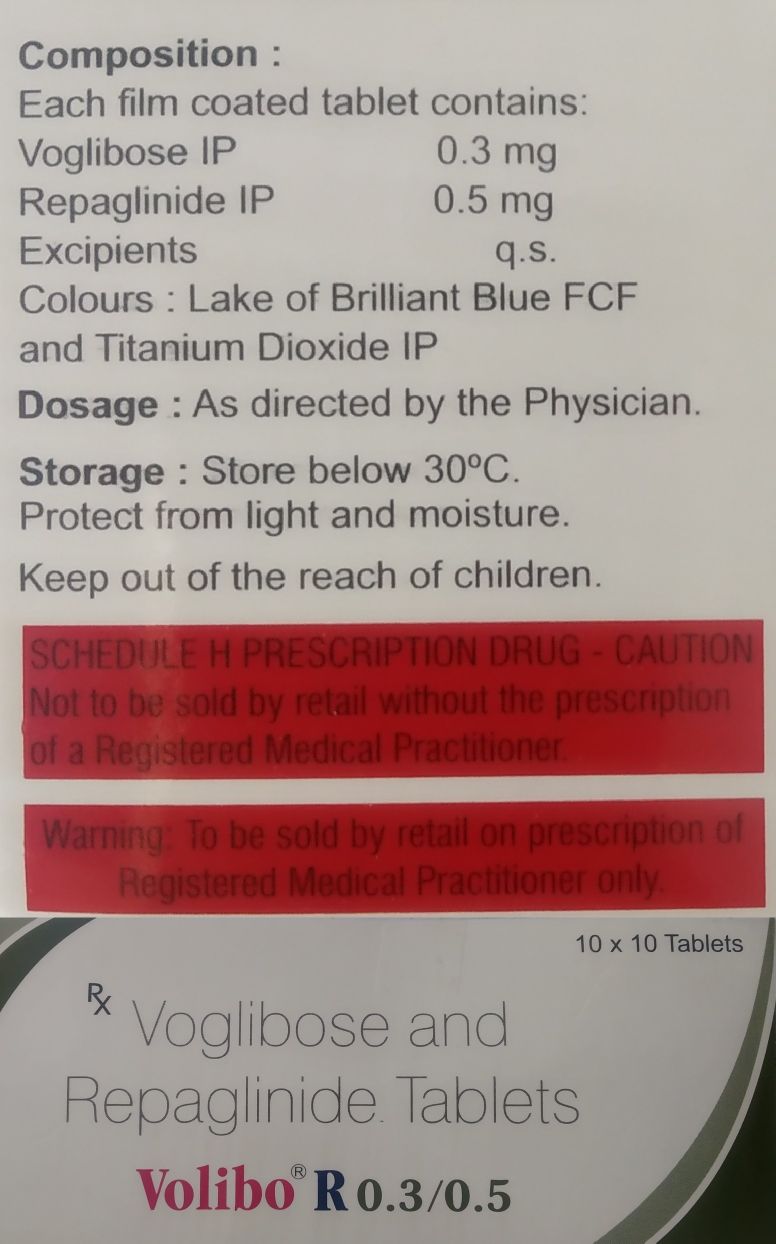 Composition :
Each film coated tablet contains:
Voglibose IP 0.3 mg
Repaglinide IP 0.5 mg
Excipients q.s.
Colours : Lake of Brilliant Blue FCF
and Titanium Dioxide IP
Dosage : As directed by the Physician.
Storage : Store below 30ºC.
Protect from light and moisture.
Keep out of the reach of children.
SCHEDULE H PRESCRIPTION DRUG - CAUTION
Not to be sold by retail without the prescription
of a Registered Medical Practitioner.
Warning: To be sold by retail on prescription of
Registered Medical Practitioner only.
10 x 10 Tablets
Rx Voglibose and
Repaglinide Tablets
Volibo® R 0.3/0.5